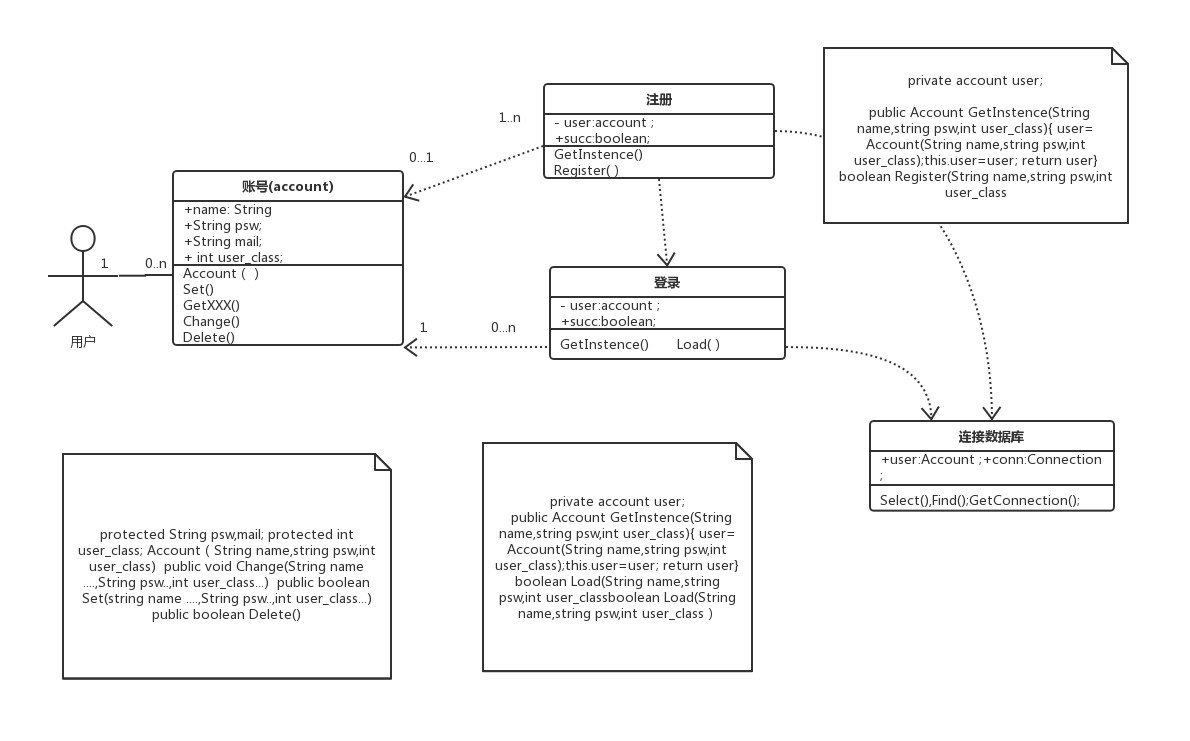 用户
1
0..n
账号(account)
+name: String
+String psw;
+String mail;
+ int user_class;
Account (  )
Set()
GetXXX()
Change()
Delete()
0...1
1..n
注册
- user:account ;
+succ:boolean;
GetInstence()
Register( )
private account user;
public Account GetInstence(String
name,string psw,int user_class){ user=
Account(String name,string psw,int
user_class);this.user=user; return user}
boolean Register(String name,string psw,int
user_class
1
0...n
登录
- user:account ;
+succ:boolean;
GetInstence()       Load( )
连接数据库
+user:Account ;+conn:Connection
;
Select(),Find();GetConnection();
protected String psw,mail; protected int
user_class; Account ( String name,string psw,int
user_class)  public void Change(String name
....,String psw..,int user_class...)  public boolean
Set(string name ....,String psw..,int user_class...)
public boolean Delete()
private account user;
public Account GetInstence(String
name,string psw,int user_class){ user=
Account(String name,string psw,int
user_class);this.user=user; return user}
boolean Load(String name,string
psw,int user_classboolean Load(String
name,string psw,int user_class )